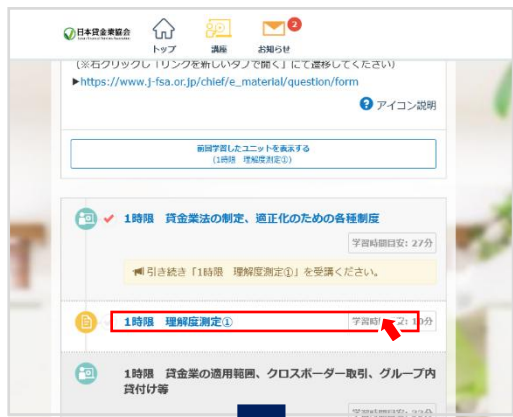 日本貸金業協会
2
トップ 講座 お知らせ
(※右クリックし「リンクを新しいタブで開く」にて遷移してください)
▶https://www.j-fsa.or.jp/chief/e_material/question/form
? アイコン説明
前回学習したユニットを表示する
(1時限 理解度測定①)
1時限 貸金業法の制定、適正化のための各種制度
学習時間目安: 27分
引き続き「1時限 理解度測定①」を受講ください。
1時限 理解度測定①
学習時 10分
1時限 貸金業の適用範囲、クロスボーダー取引、グループ内
貸付け等